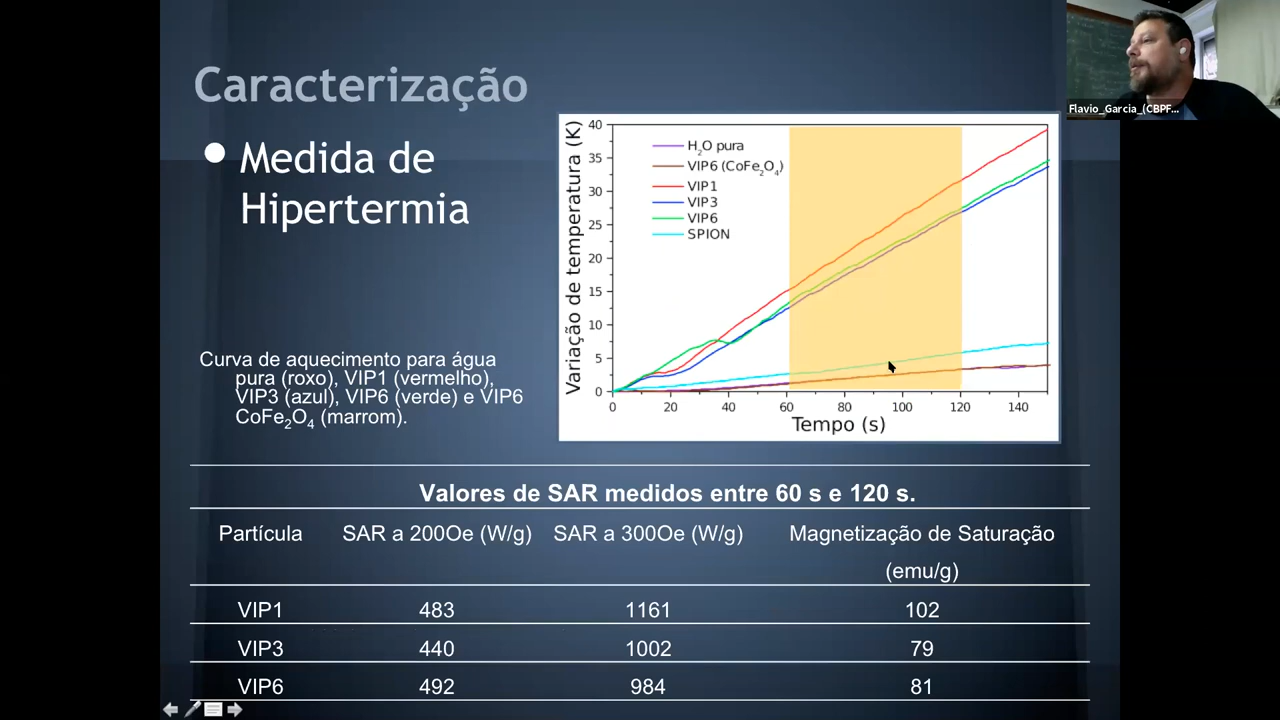 Flavio_Garcia_(CBPF...
Caracterização
Medida de
Hipertermia
Curva de aquecimento para água
pura (roxo), VIP1 (vermelho),
VIP3 (azul), VIP6 (verde) e VIP6
CoFe₂O₄ (marrom).
Variação de temperatura (K)
40
35
30
25
20
15
10
5
0
H₂O pura
VIP6 (CoFe₂O₄)
VIP1
VIP3
VIP6
SPION
0 20 40 60 80 100 120 140
Tempo (s)
Valores de SAR medidos entre 60 s e 120 s.
Partícula SAR a 200Oe (W/g) SAR a 300Oe (W/g) Magnetização de Saturação
(emu/g)
VIP1 483 1161 102
VIP3 440 1002 79
VIP6 492 984 81